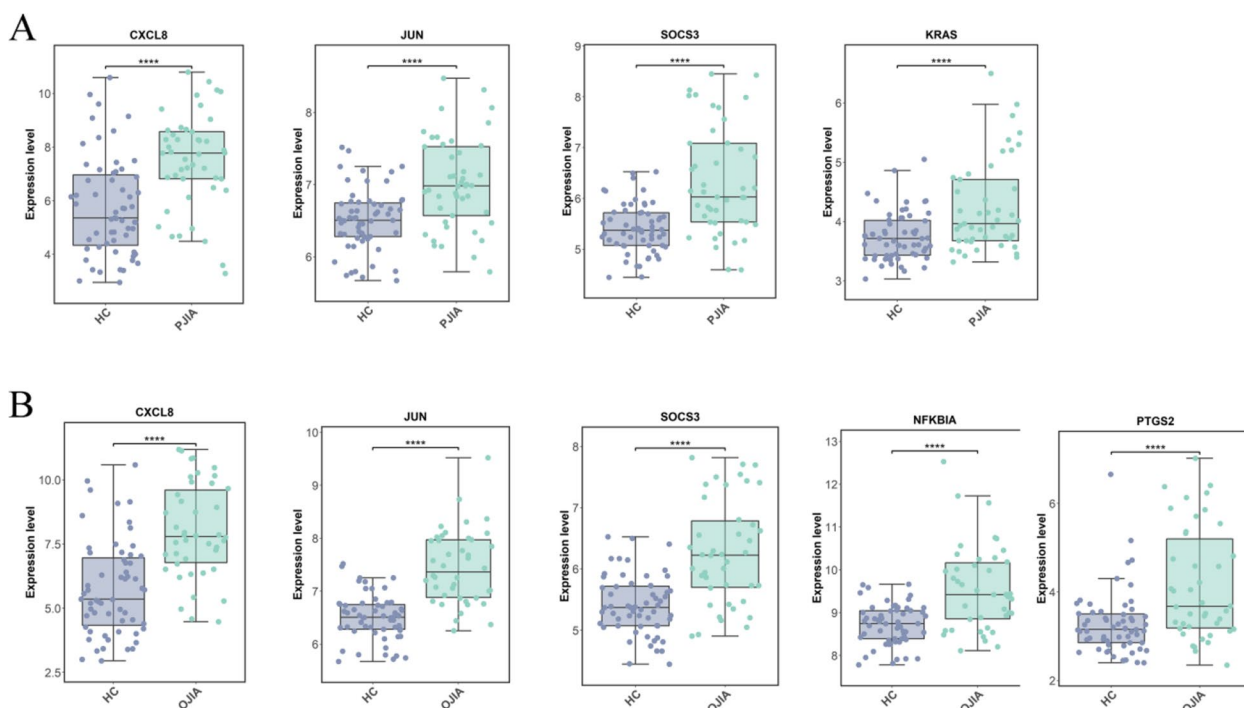 A
CXCL8
JUN
SOCS3
KRAS
****
****
****
****
Expression level
10
8
6
4
HC
PJIA
Expression level
8
7
6
HC
PJIA
Expression level
9
8
7
6
5
HC
PJIA
Expression level
6
5
4
3
HC
PJIA
B
CXCL8
JUN
SOCS3
NFKBIA
PTGS2
****
****
****
****
****
Expression level
10.0
7.5
5.0
2.5
HC
OJIA
Expression level
10
9
8
7
6
HC
OJIA
Expression level
8
7
6
5
HC
OJIA
Expression level
13
12
11
10
9
8
HC
OJIA
Expression level
6
4
2
HC
OJIA